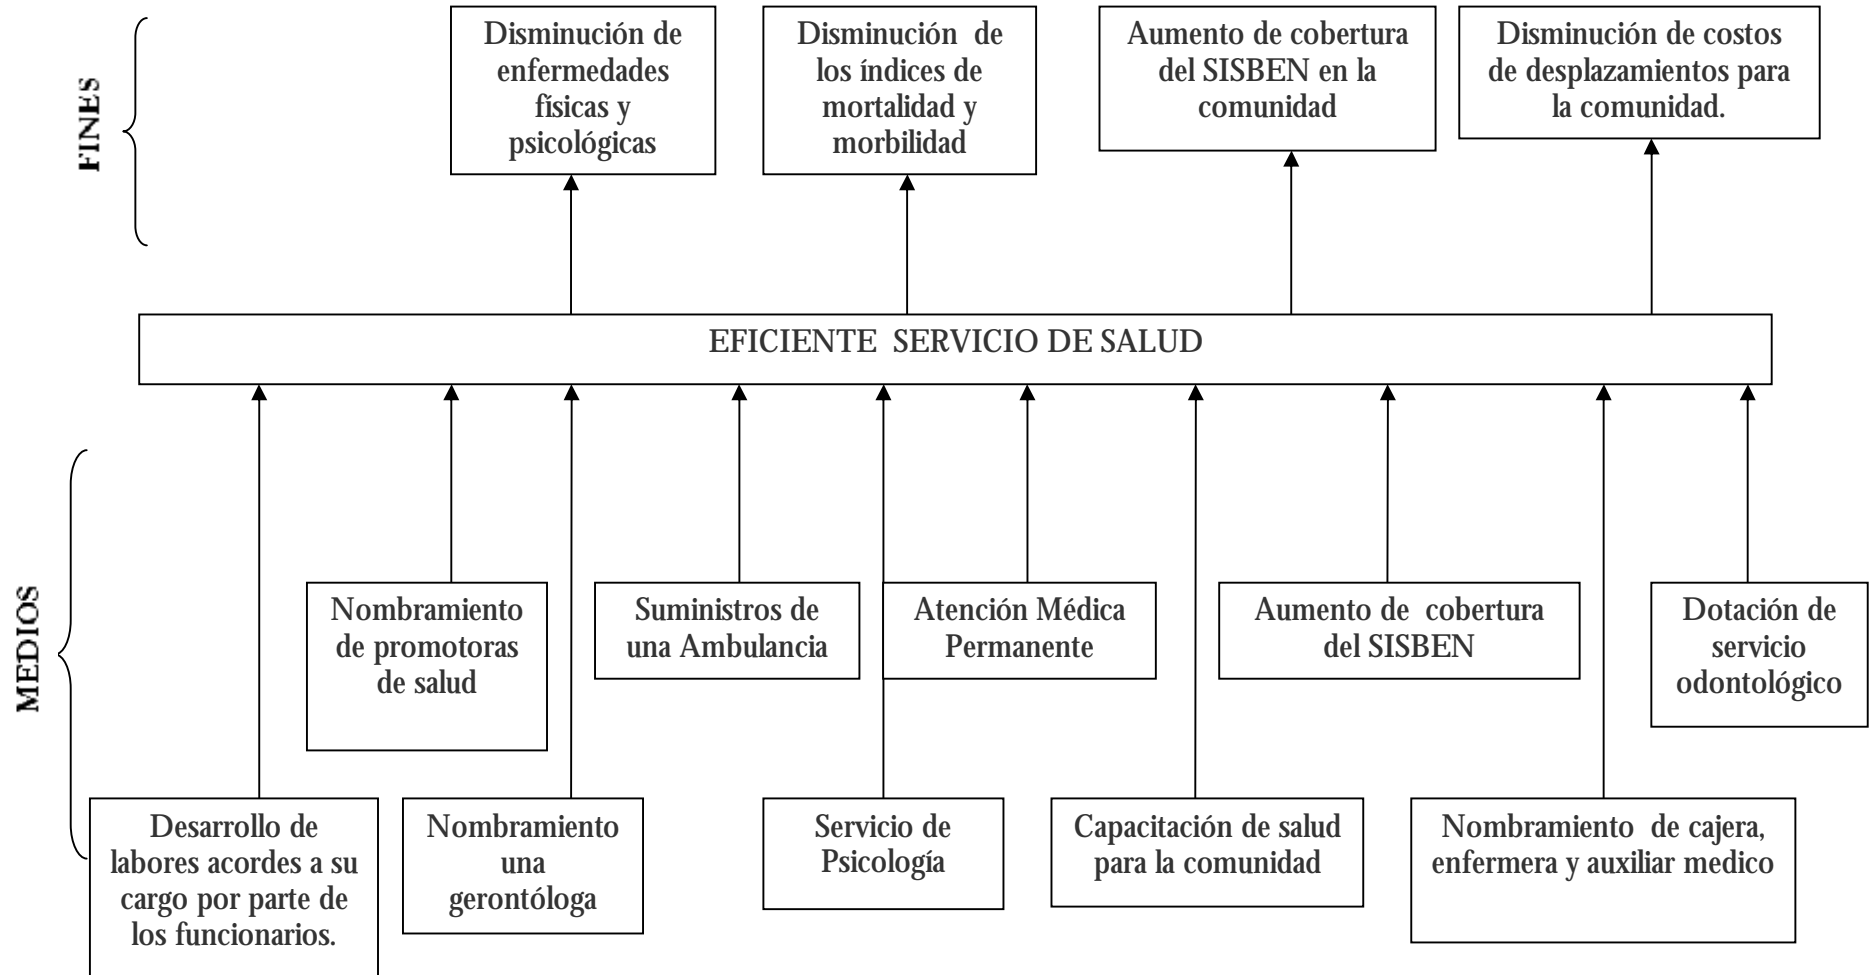 FINES
Disminución de
enfermedades
físicas y
psicológicas
Disminución de
los índices de
mortalidad y
morbilidad
Aumento de cobertura
del SISBEN en la
comunidad
Disminución de costos
de desplazamientos para
la comunidad.
EFICIENTE SERVICIO DE SALUD
MEDIOS
Nombramiento
de promotoras
de salud
Suministros de
una Ambulancia
Atención Médica
Permanente
Aumento de cobertura
del SISBEN
Dotación de
servicio
odontológico
Desarrollo de
labores acordes a su
cargo por parte de
los funcionarios.
Nombramiento
una
gerontóloga
Servicio de
Psicología
Capacitación de salud
para la comunidad
Nombramiento de cajera,
enfermera y auxiliar medico